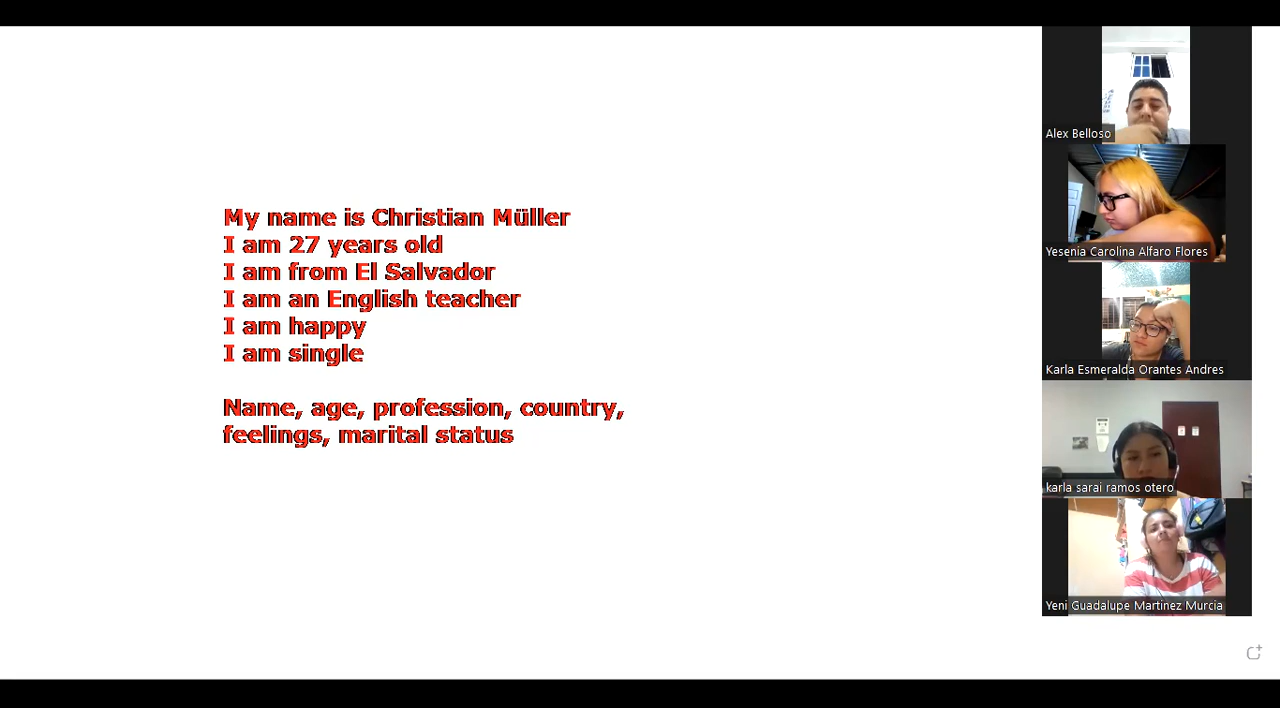 My name is Christian Müller
I am 27 years old
I am from El Salvador
I am an English teacher
I am happy
I am single
Name, age, profession, country,
feelings, marital status
Alex Belloso
Yesenia Carolina Alfaro Flores
Karla Esmeralda Orantes Andres
karla sarai ramos otero
Yeni Guadalupe Martinez Murcia